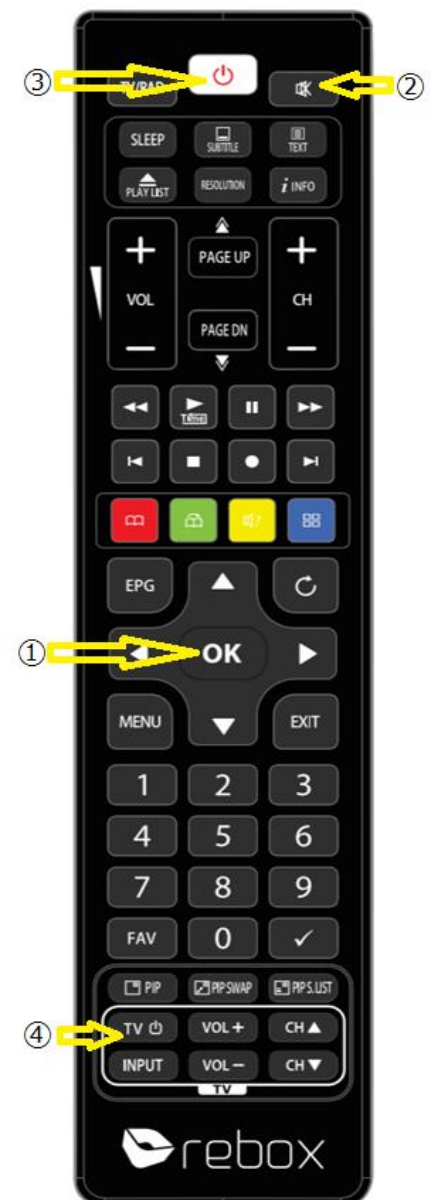 ③
②
TV/RAD
SLEEP SUBTITLE TEXT
PLAY LIST RESOLUTION i INFO
+ PAGE UP +
VOL CH
− PAGE DN −
Time
?
EPG
① OK
MENU EXIT
1 2 3
4 5 6
7 8 9
FAV 0 ✓
PIP PIP SWAP PIP S.LIST
④ TV VOL + CH ▲
INPUT VOL − CH ▼
TV
rebox